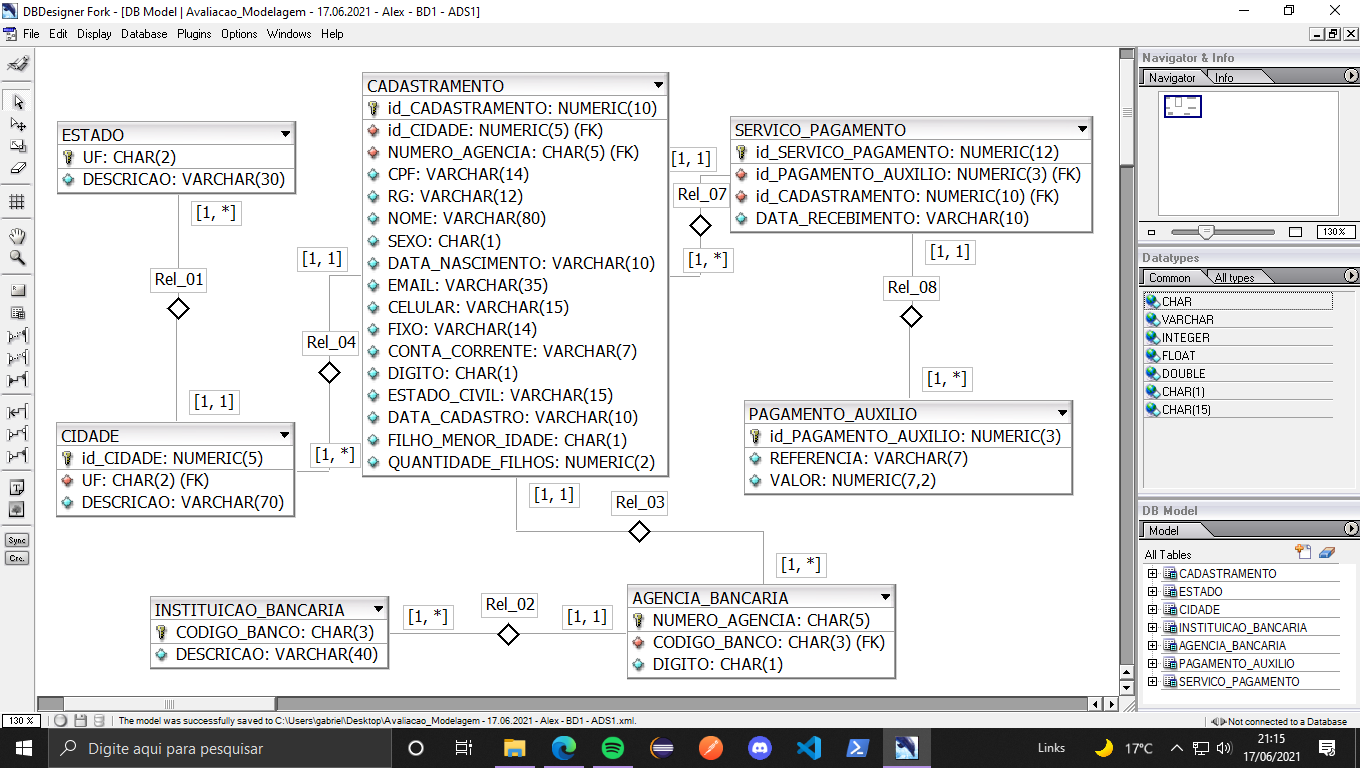 DBDesigner Fork - [DB Model | Avaliacao_Modelagem - 17.06.2021 - Alex - BD1 - ADS1]
File Edit Display Database Plugins Options Windows Help
ESTADO
UF: CHAR(2)
DESCRICAO: VARCHAR(30)
[1, *]
Rel_01
[1, 1]
CIDADE
id_CIDADE: NUMERIC(5)
UF: CHAR(2) (FK)
DESCRICAO: VARCHAR(70)
[1, 1]
Rel_04
[1, *]
CADASTRAMENTO
id_CADASTRAMENTO: NUMERIC(10)
id_CIDADE: NUMERIC(5) (FK)
NUMERO_AGENCIA: CHAR(5) (FK)
CPF: VARCHAR(14)
RG: VARCHAR(12)
NOME: VARCHAR(80)
SEXO: CHAR(1)
DATA_NASCIMENTO: VARCHAR(10)
EMAIL: VARCHAR(35)
CELULAR: VARCHAR(15)
FIXO: VARCHAR(14)
CONTA_CORRENTE: VARCHAR(7)
DIGITO: CHAR(1)
ESTADO_CIVIL: VARCHAR(15)
DATA_CADASTRO: VARCHAR(10)
FILHO_MENOR_IDADE: CHAR(1)
QUANTIDADE_FILHOS: NUMERIC(2)
[1, 1]
Rel_07
[1, *]
SERVICO_PAGAMENTO
id_SERVICO_PAGAMENTO: NUMERIC(12)
id_PAGAMENTO_AUXILIO: NUMERIC(3) (FK)
id_CADASTRAMENTO: NUMERIC(10) (FK)
DATA_RECEBIMENTO: VARCHAR(10)
[1, 1]
Rel_08
[1, *]
PAGAMENTO_AUXILIO
id_PAGAMENTO_AUXILIO: NUMERIC(3)
REFERENCIA: VARCHAR(7)
VALOR: NUMERIC(7,2)
[1, 1]
Rel_03
[1, *]
INSTITUICAO_BANCARIA
CODIGO_BANCO: CHAR(3)
DESCRICAO: VARCHAR(40)
[1, *]
Rel_02
[1, 1]
AGENCIA_BANCARIA
NUMERO_AGENCIA: CHAR(5)
CODIGO_BANCO: CHAR(3) (FK)
DIGITO: CHAR(1)
Sync
Cre.
Navigator & Info
Navigator Info
130%
Datatypes
Common All types
CHAR
VARCHAR
INTEGER
FLOAT
DOUBLE
CHAR(1)
CHAR(15)
DB Model
Model
All Tables
CADASTRAMENTO
ESTADO
CIDADE
INSTITUICAO_BANCARIA
AGENCIA_BANCARIA
PAGAMENTO_AUXILIO
SERVICO_PAGAMENTO
130 % The model was successfully saved to C:\Users\gabriel\Desktop\Avaliacao_Modelagem - 17.06.2021 - Alex - BD1 - ADS1.xml. Not connected to a Database
Digite aqui para pesquisar
Links
17°C
21:15
17/06/2021